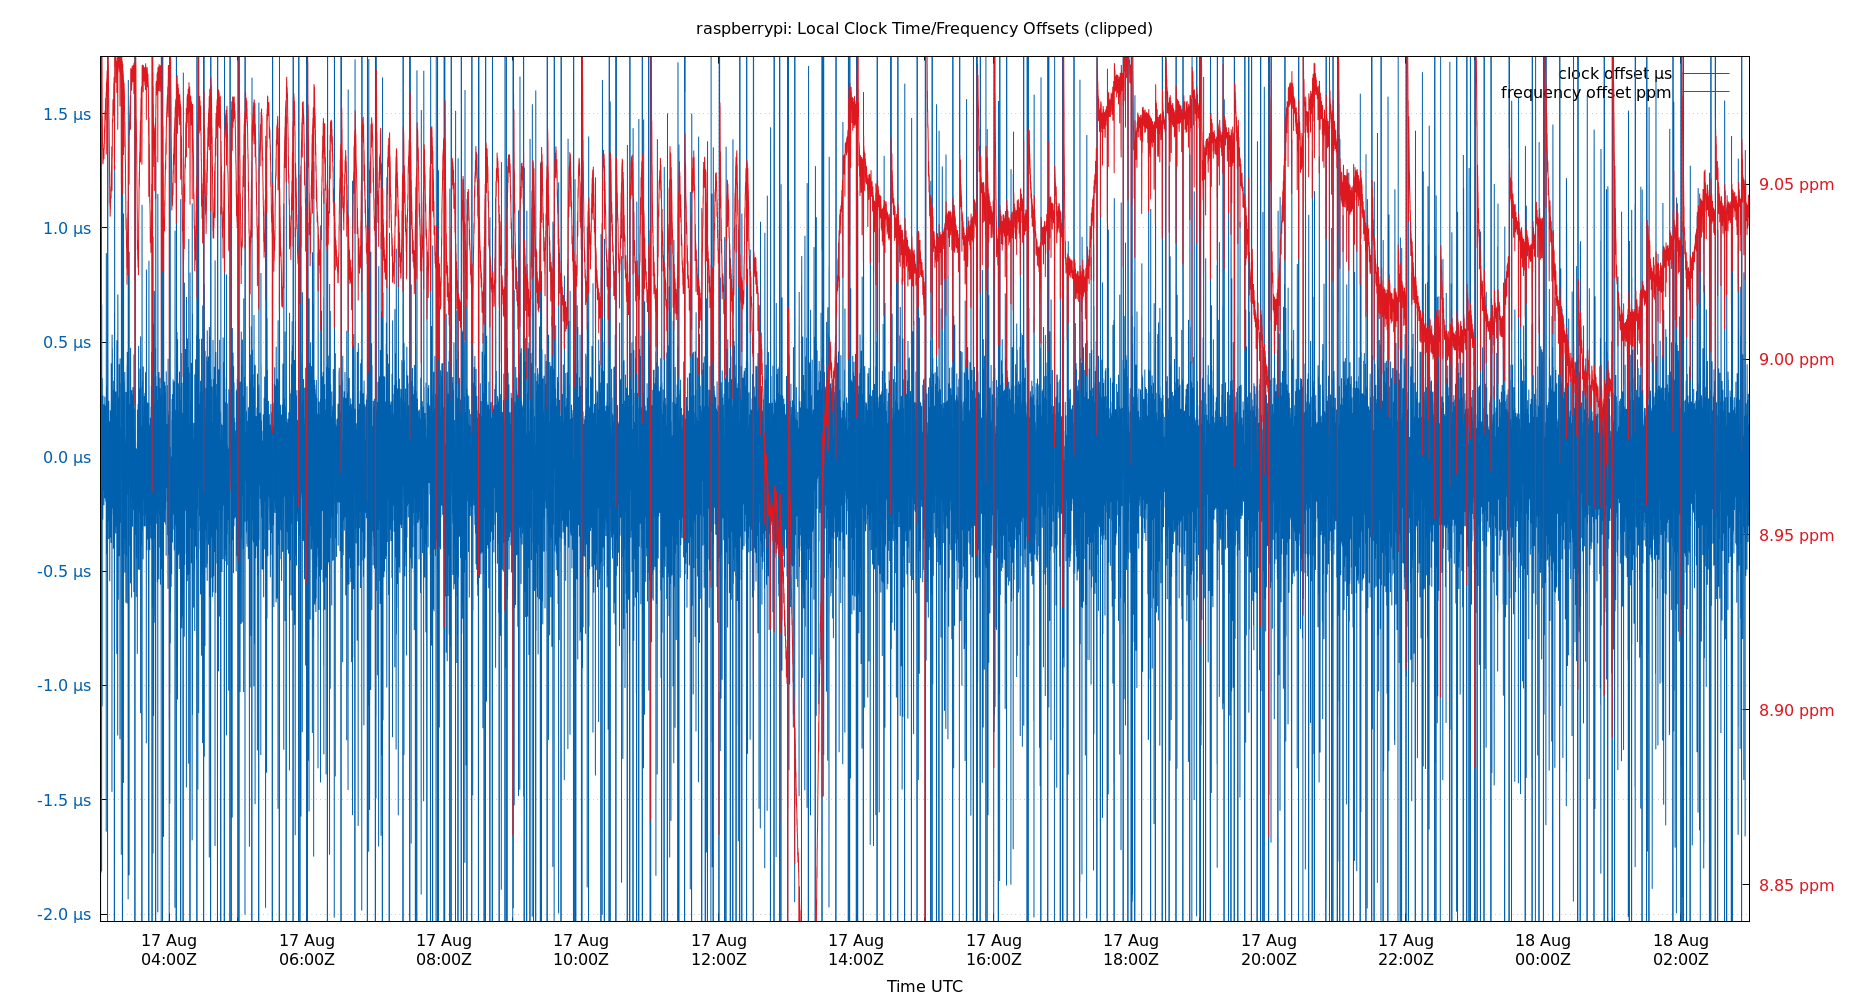 raspberrypi: Local Clock Time/Frequency Offsets (clipped)
clock offset µs
frequency offset ppm
1.5 µs
1.0 µs
0.5 µs
0.0 µs
-0.5 µs
-1.0 µs
-1.5 µs
-2.0 µs
9.05 ppm
9.00 ppm
8.95 ppm
8.90 ppm
8.85 ppm
17 Aug 17 Aug 17 Aug 17 Aug 17 Aug 17 Aug 17 Aug 17 Aug 17 Aug 17 Aug 18 Aug 18 Aug
04:00Z 06:00Z 08:00Z 10:00Z 12:00Z 14:00Z 16:00Z 18:00Z 20:00Z 22:00Z 00:00Z 02:00Z
Time UTC